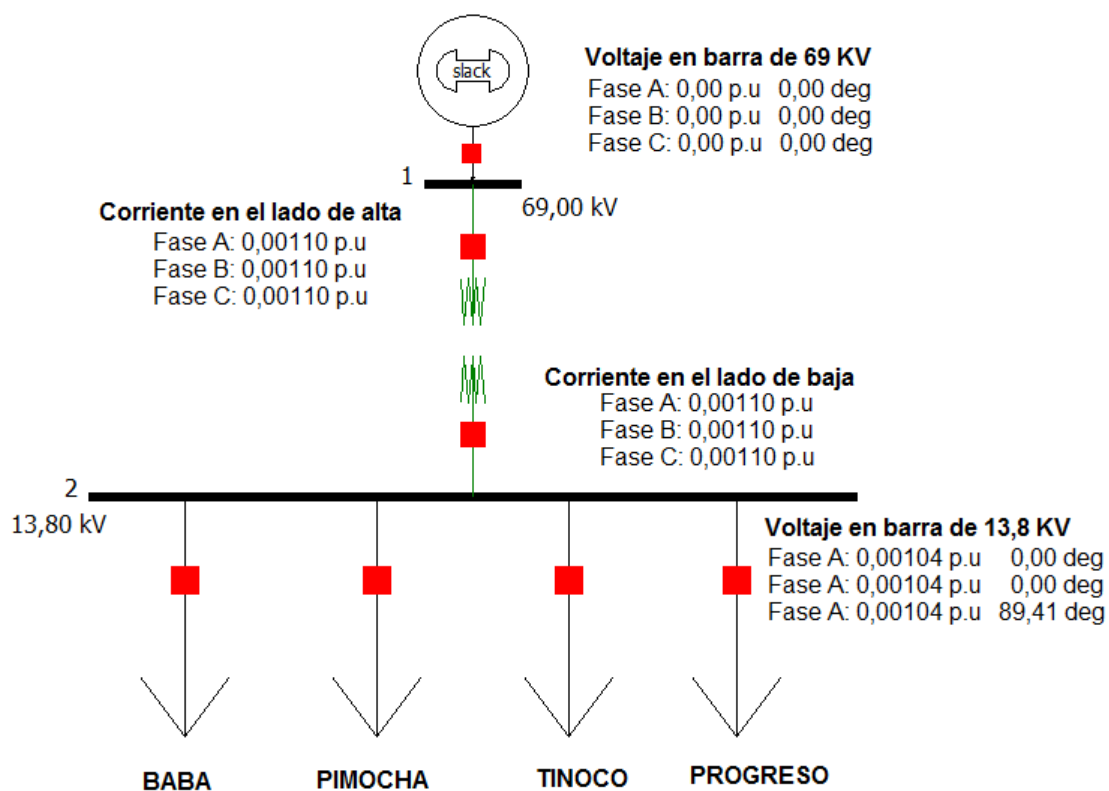 slack
Voltaje en barra de 69 KV
Fase A: 0,00 p.u 0,00 deg
Fase B: 0,00 p.u 0,00 deg
Fase C: 0,00 p.u 0,00 deg
1
69,00 kV
Corriente en el lado de alta
Fase A: 0,00110 p.u
Fase B: 0,00110 p.u
Fase C: 0,00110 p.u
Corriente en el lado de baja
Fase A: 0,00110 p.u
Fase B: 0,00110 p.u
Fase C: 0,00110 p.u
2
13,80 kV
Voltaje en barra de 13,8 KV
Fase A: 0,00104 p.u 0,00 deg
Fase A: 0,00104 p.u 0,00 deg
Fase A: 0,00104 p.u 89,41 deg
BABA PIMOCHA TINOCO PROGRESO